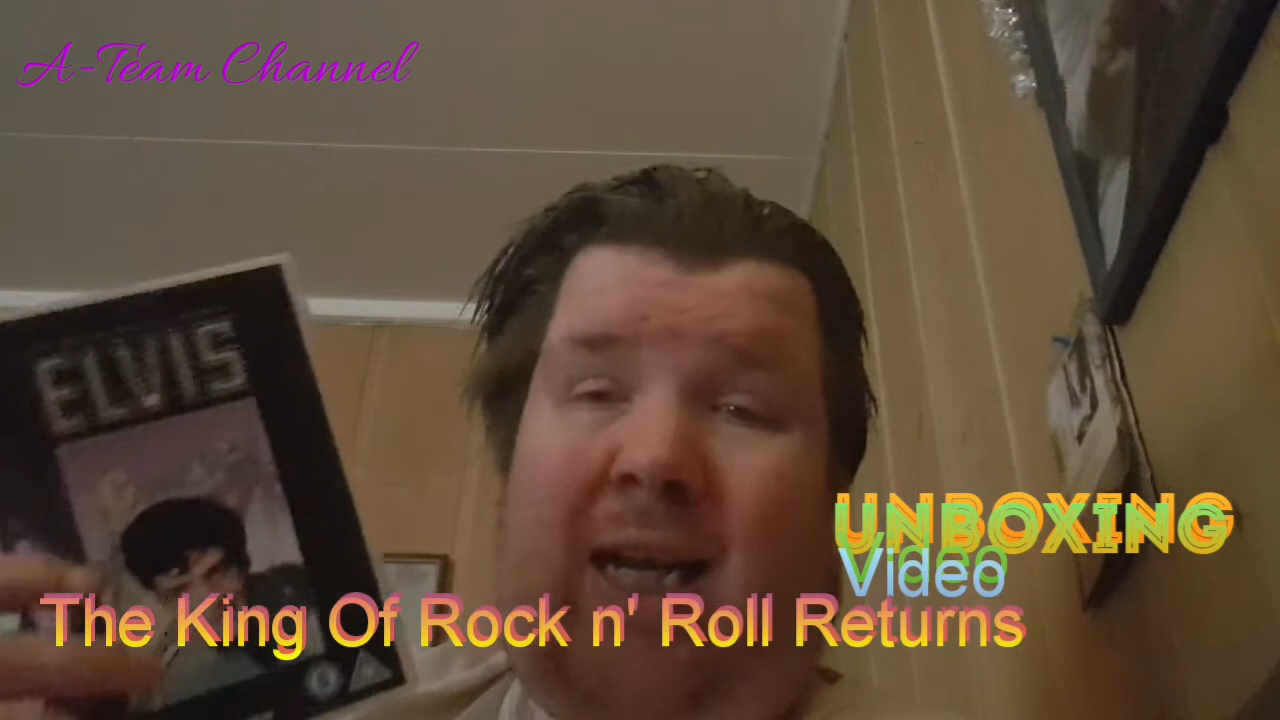 A-Team Channel
ELVIS
UNBOXING
Video
The King Of Rock n' Roll Returns